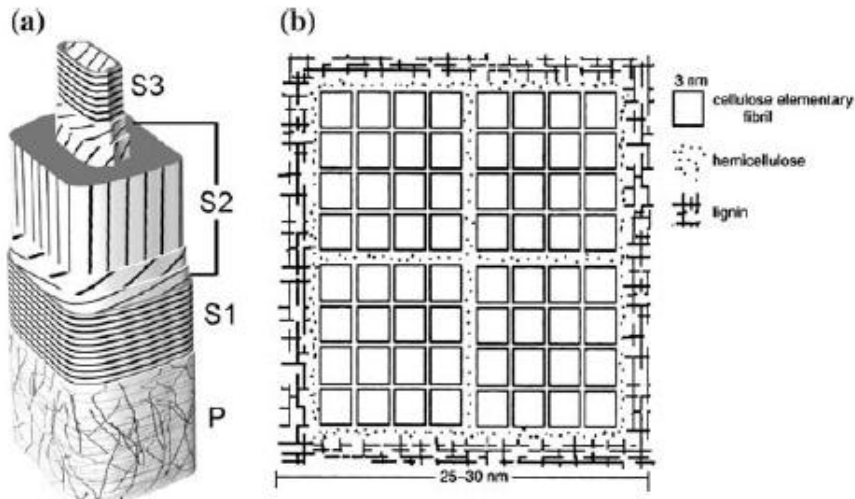 (a)
S3
S2
S1
P
(b)
3 nm
cellulose elementary
fibril
hemicellulose
lignin
25–30 nm